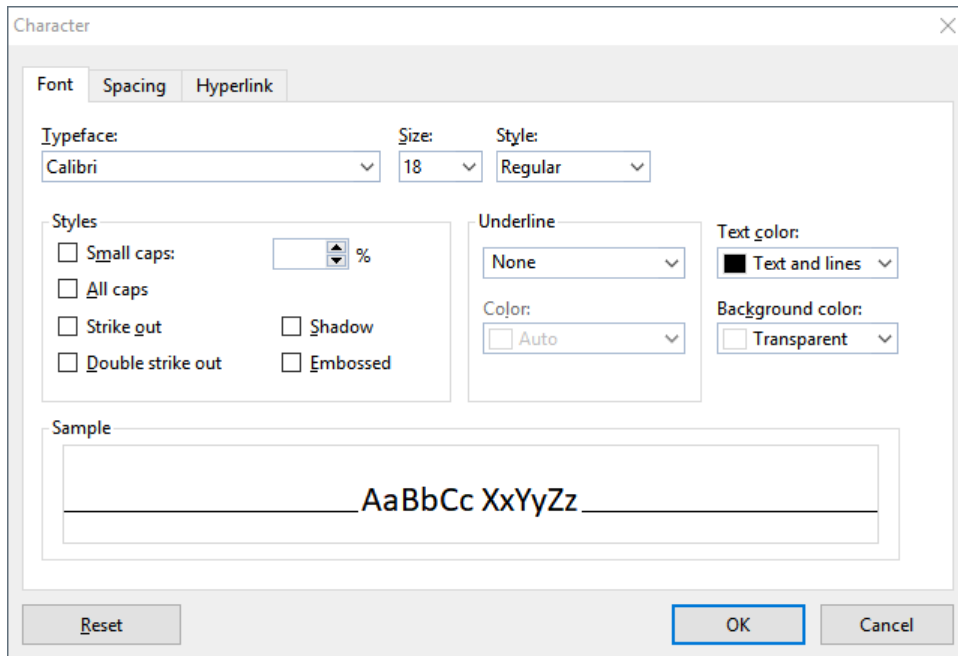 Character
Font Spacing Hyperlink
Typeface: Size: Style:
Calibri 18 Regular
Styles Underline
Small caps: % None
Text color:
Text and lines
All caps
Color:
Background color:
Strike out Shadow Auto Transparent
Double strike out Embossed
Sample
AaBbCc XxYyZz
Reset OK Cancel